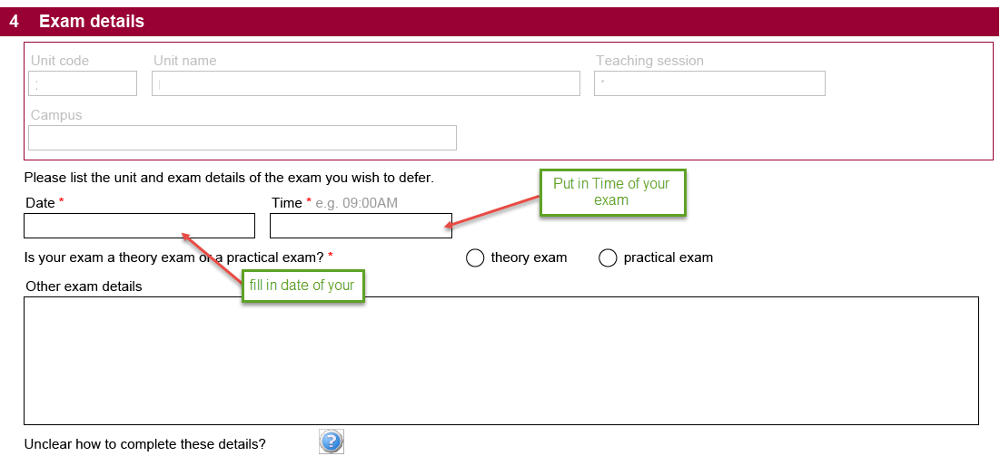 4 Exam details
Unit code Unit name Teaching session
Campus
Please list the unit and exam details of the exam you wish to defer.
Put in Time of your
exam
Date * Time * e.g. 09:00AM
Is your exam a theory exam or a practical exam? * theory exam practical exam
fill in date of your
Other exam details
Unclear how to complete these details? ?